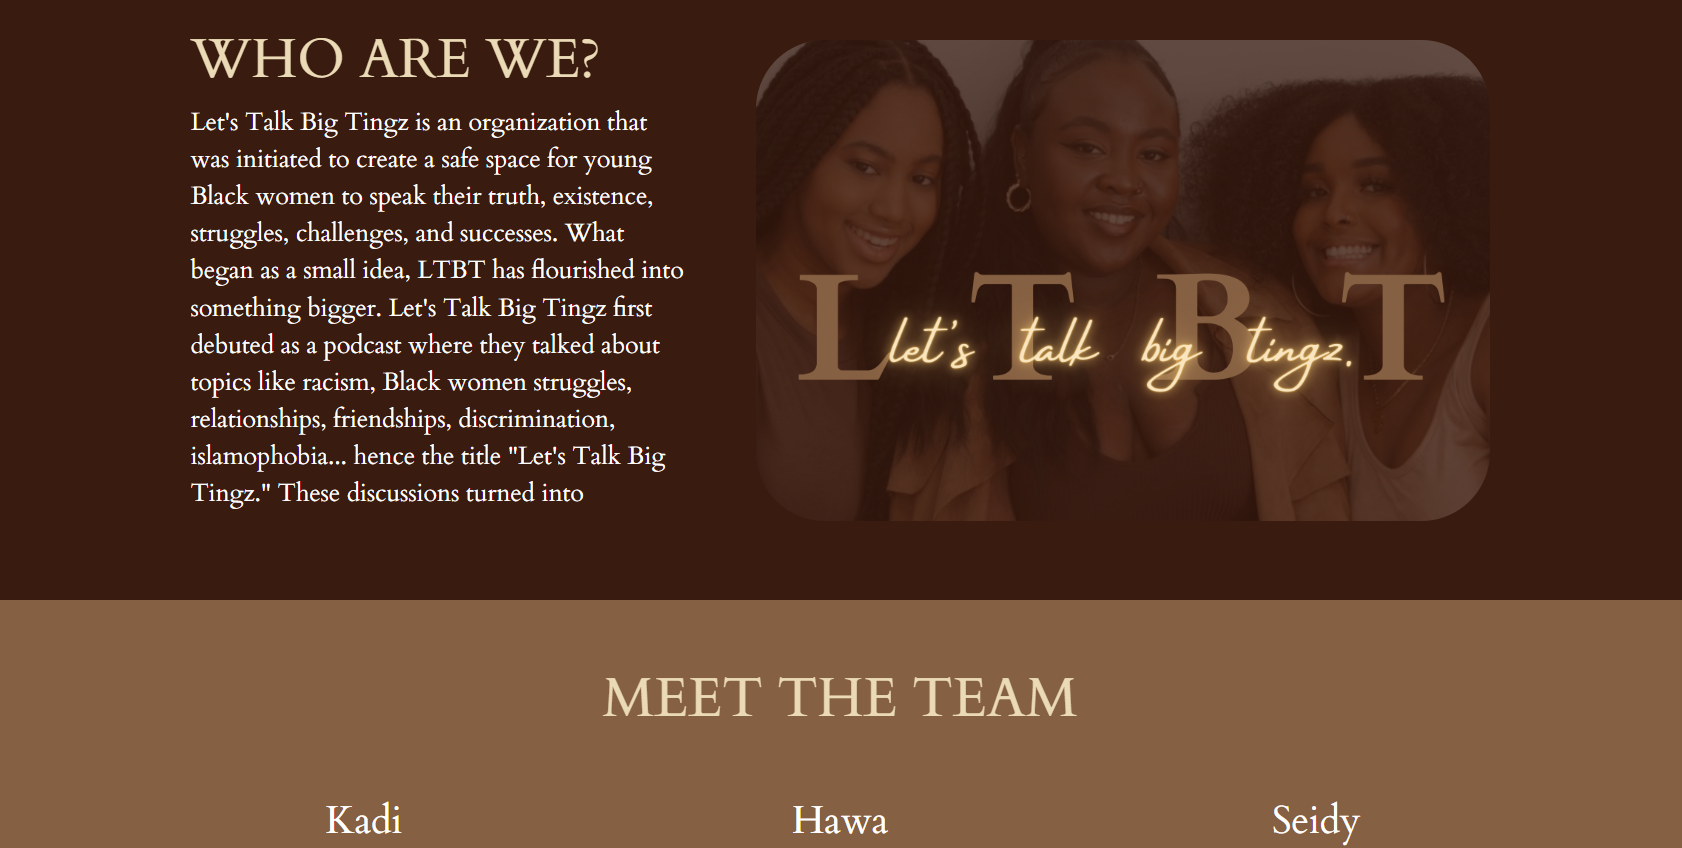 WHO ARE WE?
Let's Talk Big Tingz is an organization that
was initiated to create a safe space for young
Black women to speak their truth, existence,
struggles, challenges, and successes. What
began as a small idea, LTBT has flourished into
something bigger. Let's Talk Big Tingz first
debuted as a podcast where they talked about
topics like racism, Black women struggles,
relationships, friendships, discrimination,
islamophobia... hence the title "Let's Talk Big
Tingz." These discussions turned into
LTBT
let's talk big tingz.
MEET THE TEAM
Kadi
Hawa
Seidy